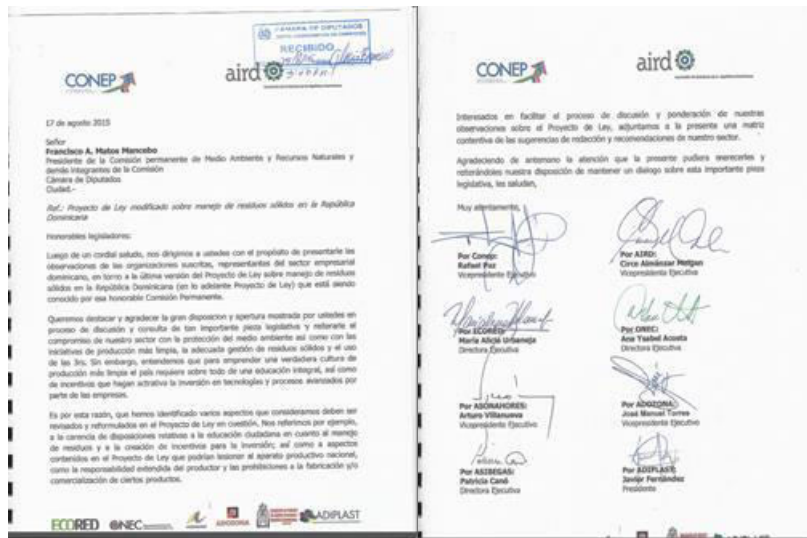 CÁMARA DE DIPUTADOS
RECIBIDO
CONEP
aird
17 de agosto 2015
Señor
Francisco A. Matos Mancebo
Presidente de la Comisión permanente de Medio Ambiente y Recursos Naturales y
demás integrantes de la Comisión
Cámara de Diputados
Ciudad.-
Ref.: Proyecto de Ley modificado sobre manejo de residuos sólidos en la República
Dominicana
Honorables legisladores:
Luego de un cordial saludo, nos dirigimos a ustedes con el propósito de presentarle las
observaciones de las organizaciones suscritas, representantes del sector empresarial
dominicano, en torno a la última versión del Proyecto de Ley sobre manejo de residuos
sólidos en la República Dominicana (en lo adelante Proyecto de Ley) que está siendo
conocido por esa honorable Comisión Permanente.
Queremos destacar y agradecer la gran disposicion y apertura mostrada por ustedes en
proceso de discusión y consulta de tan importante pieza legislativa y reiterarle el
compromiso de nuestro sector con la protección del medio ambiente así como con las
iniciativas de producción más limpia, la adecuada gestión de residuos sólidos y el uso
de las 3rs. Sin embargo, entendemos que para emprender una verdadera cultura de
producción más limpia el país requiere sobre todo de una educación integral, así como
de incentivos que hagan atractiva la inversión en tecnologías y procesos avanzados por
parte de las empresas.
Es por esta razón, que hemos identificado varios aspectos que consideramos deben ser
revisados y reformulados en el Proyecto de Ley en cuestión. Nos referimos por ejemplo,
a la carencia de disposiciones relativas a la educación ciudadana en cuanto al manejo
de residuos y a la creación de incentivos para la inversión; así como a aspectos
contenidos en el Proyecto de Ley que podrían lesionar al aparato productivo nacional,
como la responsabilidad extendida del productor y las prohibiciones a la fabricación y/o
comercialización de ciertos productos.
ECORED ONEC ADOZONA ADIPLAST
CONEP
aird
Interesados en facilitar el proceso de discusión y ponderación de nuestras
observaciones sobre el Proyecto de Ley, adjuntamos a la presente una matriz
contentiva de las sugerencias de redacción y recomendaciones de nuestro sector.
Agradeciendo de antemano la atención que la presente pudiera merecerles y
reiterándoles nuestra disposición de mantener un dialogo sobre esta importante pieza
legislativa, les saludan,
Muy atentamente,
Por Conep:
Rafael Paz
Vicepresidente Ejecutivo
Por AIRD:
Circe Almánzar Melgen
Vicepresidenta Ejecutiva
Por ECORED:
María Alicia Urbaneja
Directora Ejecutiva
Por ONEC:
Ana Ysabel Acosta
Directora Ejecutiva
Por ASONAHORES:
Arturo Villanueva
Vicepresidente Ejecutivo
Por ADOZONA:
José Manuel Torres
Vicepresidente Ejecutivo
Por ASIBEGAS:
Patricia Canó
Directora Ejecutiva
Por ADIPLAST:
Javier Fernández
Presidente
ADIPLAST